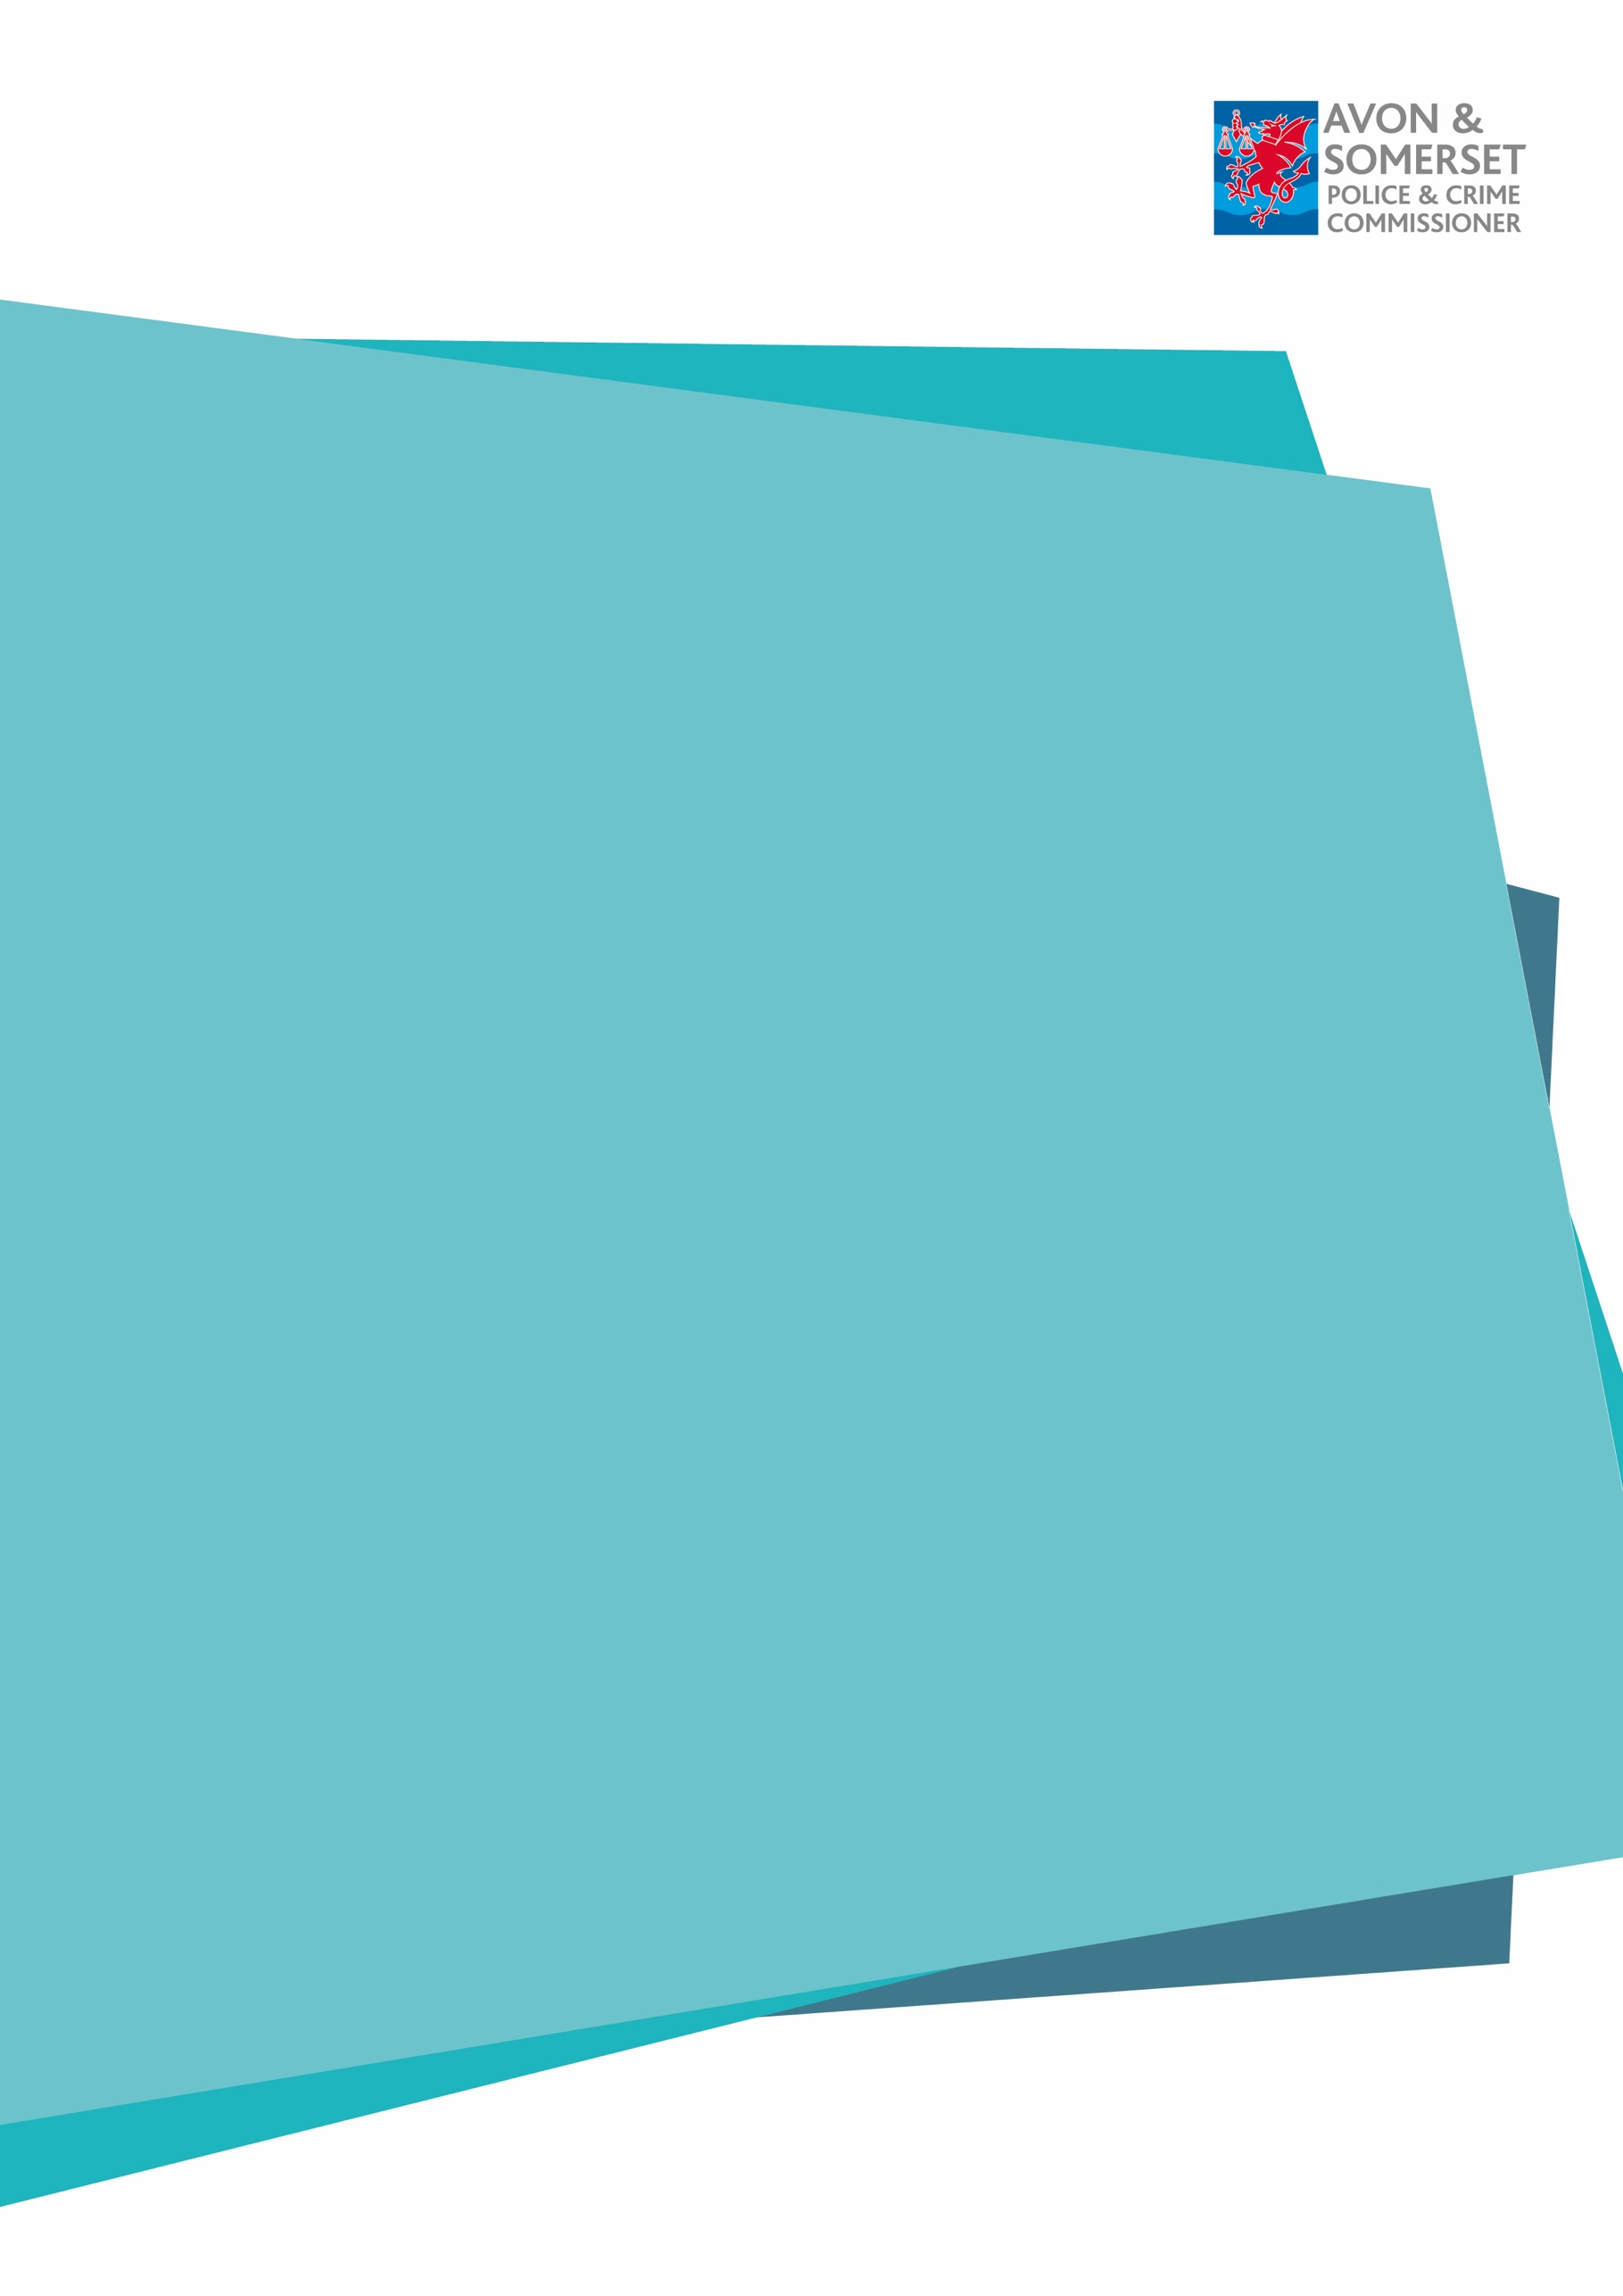 AVON &
SOMERSET
POLICE & CRIME
COMMISSIONER